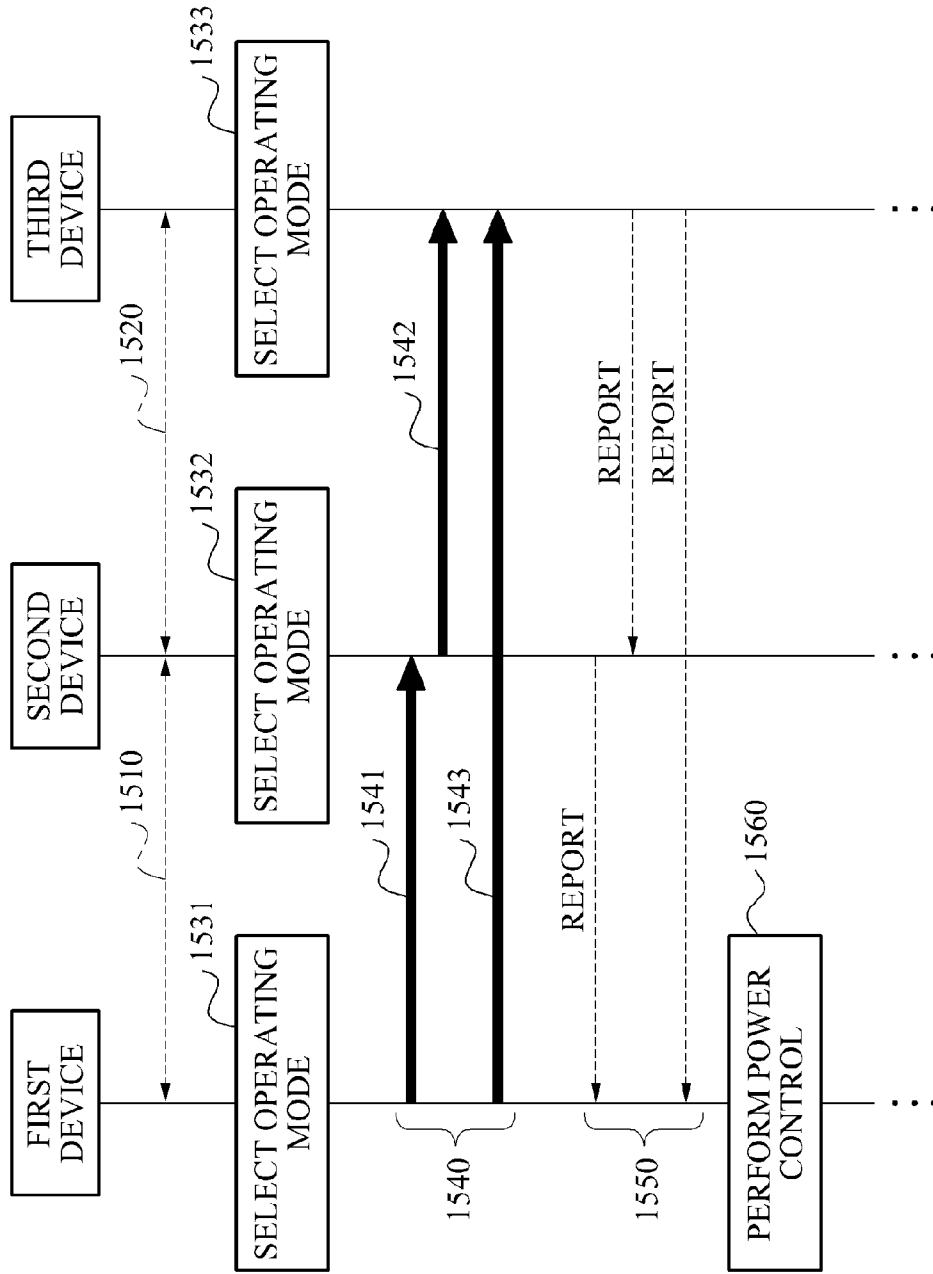 FIRST
DEVICE
SECOND
DEVICE
THIRD
DEVICE
1510
1520
1531
SELECT OPERATING
MODE
1532
SELECT OPERATING
MODE
1533
SELECT OPERATING
MODE
1541
1542
1543
1540
REPORT
REPORT
REPORT
1550
1560
PERFORM POWER
CONTROL